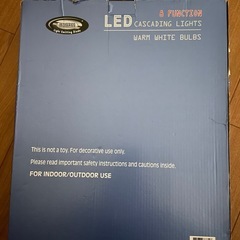 8 FUNCTION
LED CASCADING LIGHTS
WARM WHITE BULBS
This is not a toy. For decorative use only.
Please read important safety instructions and cautions inside.
FOR INDOOR/OUTDOOR USE